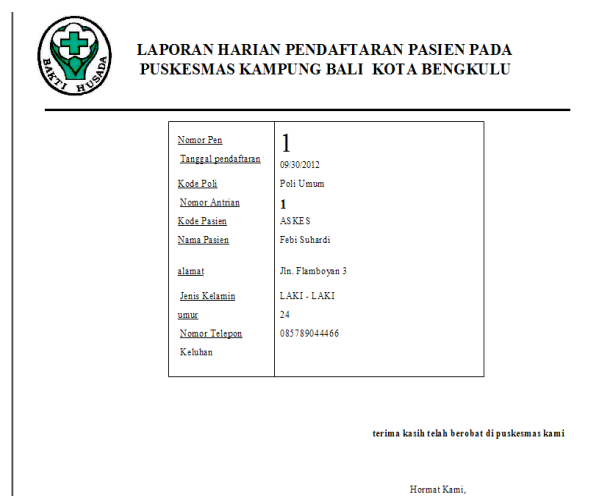 BAKTI HUSADA
LAPORAN HARIAN PENDAFTARAN PASIEN PADA
PUSKESMAS KAMPUNG BALI KOTA BENGKULU
Nomor Pen 1
Tanggal pendaftaran 09/30/2012
Kode Poli Poli Umum
Nomor Antrian 1
Kode Pasien ASKES
Nama Pasien Febi Suhardi
alamat Jln. Flamboyan 3
Jenis Kelamin LAKI - LAKI
umur 24
Nomor Telepon 085789044466
Keluhan
terima kasih telah berobat di puskesmas kami
Hormat Kami,